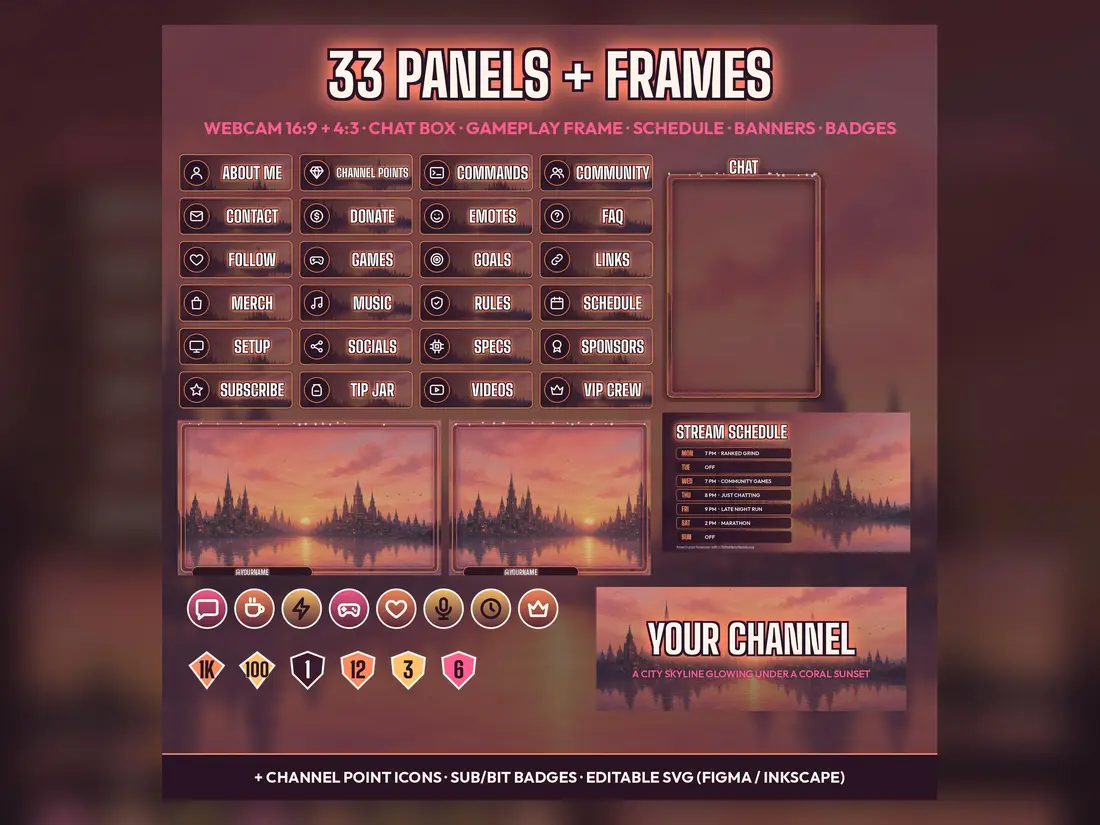 33 PANELS + FRAMES
WEBCAM 16:9 + 4:3 · CHAT BOX · GAMEPLAY FRAME · SCHEDULE · BANNERS · BADGES
ABOUT ME
CHANNEL POINTS
COMMANDS
COMMUNITY
CONTACT
DONATE
EMOTES
FAQ
FOLLOW
GAMES
GOALS
LINKS
MERCH
MUSIC
RULES
SCHEDULE
SETUP
SOCIALS
SPECS
SPONSORS
SUBSCRIBE
TIP JAR
VIDEOS
VIP CREW
CHAT
@YOURNAME
@YOURNAME
STREAM SCHEDULE
MON 7 PM · RANKED GRIND
TUE OFF
WED 7 PM · COMMUNITY GAMES
THU 8 PM · JUST CHATTING
FRI 9 PM · LATE NIGHT RUN
SAT 2 PM · MARATHON
SUN OFF
1K
100
1
12
3
6
YOUR CHANNEL
A CITY SKYLINE GLOWING UNDER A CORAL SUNSET
+ CHANNEL POINT ICONS · SUB/BIT BADGES · EDITABLE SVG (FIGMA / INKSCAPE)